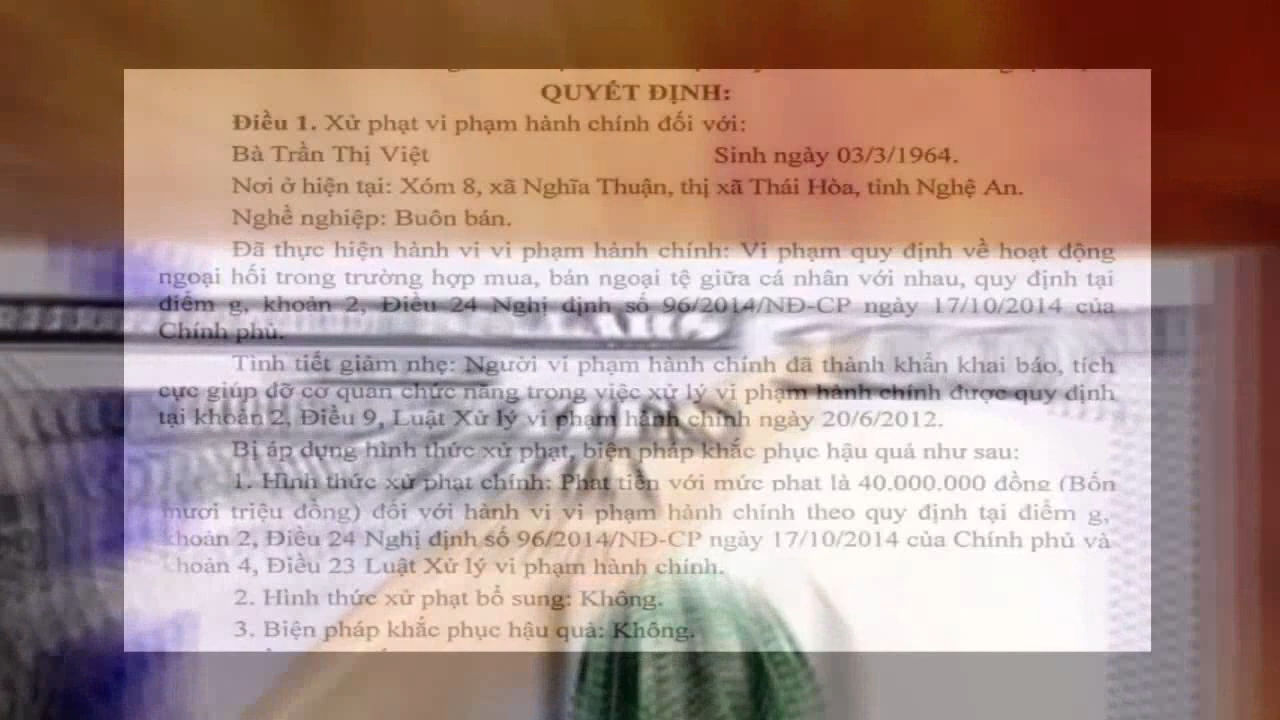 QUYẾT ĐỊNH:
Điều 1. Xử phạt vi phạm hành chính đối với:
Bà Trần Thị Việt Sinh ngày 03/3/1964.
Nơi ở hiện tại: Xóm 8, xã Nghĩa Thuận, thị xã Thái Hòa, tỉnh Nghệ An.
Nghề nghiệp: Buôn bán.
Đã thực hiện hành vi vi phạm hành chính: Vi phạm quy định về hoạt động
ngoại hối trong trường hợp mua, bán ngoại tệ giữa cá nhân với nhau, quy định tại
điểm g, khoản 2, Điều 24 Nghị định số 96/2014/NĐ-CP ngày 17/10/2014 của
Chính phủ.
Tình tiết giảm nhẹ: Người vi phạm hành chính đã thành khẩn khai báo, tích
cực giúp đỡ cơ quan chức năng trong việc xử lý vi phạm hành chính được quy định
tại khoản 2, Điều 9, Luật Xử lý vi phạm hành chính ngày 20/6/2012.
Bị áp dụng hình thức xử phạt, biện pháp khắc phục hậu quả như sau:
1. Hình thức xử phạt chính: Phạt tiền với mức phạt là 40.000.000 đồng (Bốn
mươi triệu đồng) đối với hành vi vi phạm hành chính theo quy định tại điểm g,
khoản 2, Điều 24 Nghị định số 96/2014/NĐ-CP ngày 17/10/2014 của Chính phủ và
khoản 4, Điều 23 Luật Xử lý vi phạm hành chính.
2. Hình thức xử phạt bổ sung: Không.
3. Biện pháp khắc phục hậu quả: Không.